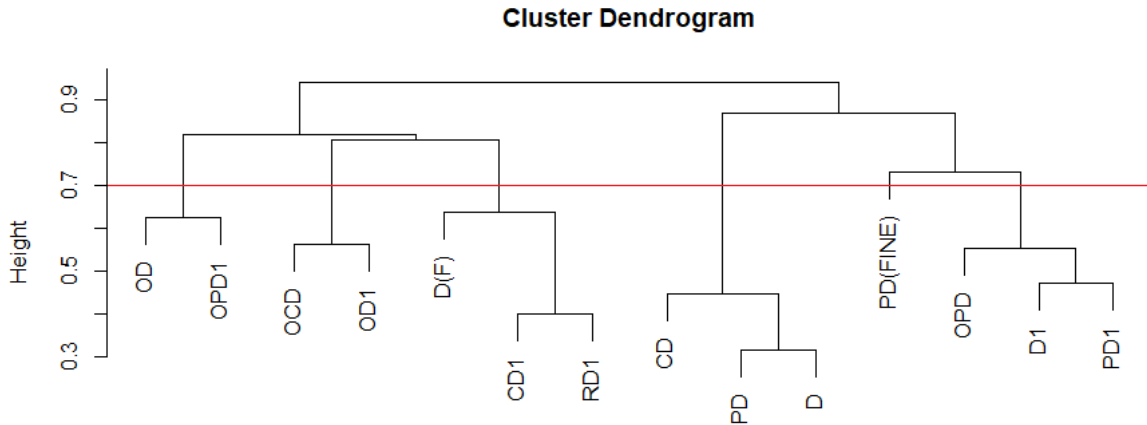 Cluster Dendrogram
Height
0.9
0.7
0.5
0.3
OD
OPD1
OCD
OD1
D(F)
CD1
RD1
CD
PD
D
PD(FINE)
OPD
D1
PD1